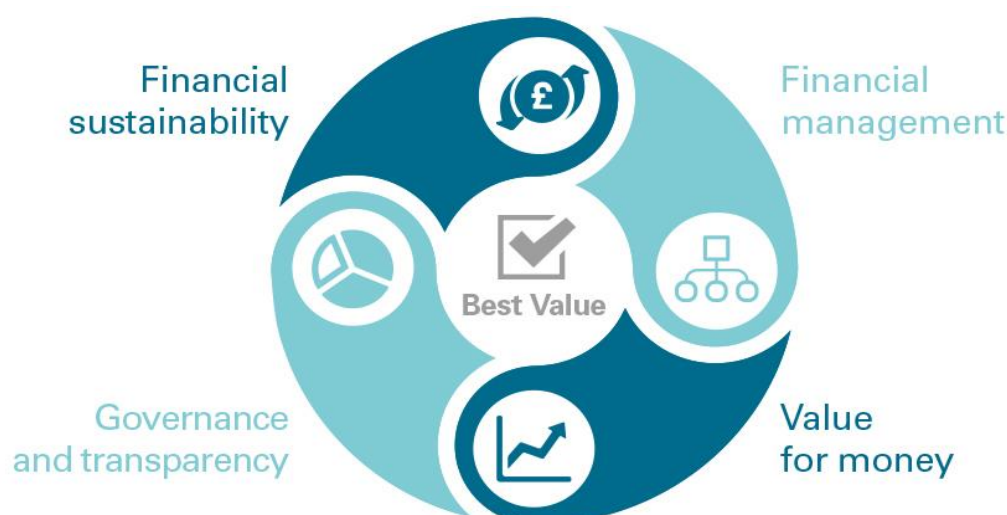 Financial
sustainability
Financial
management
£
Best Value
Governance
and transparency
Value
for money